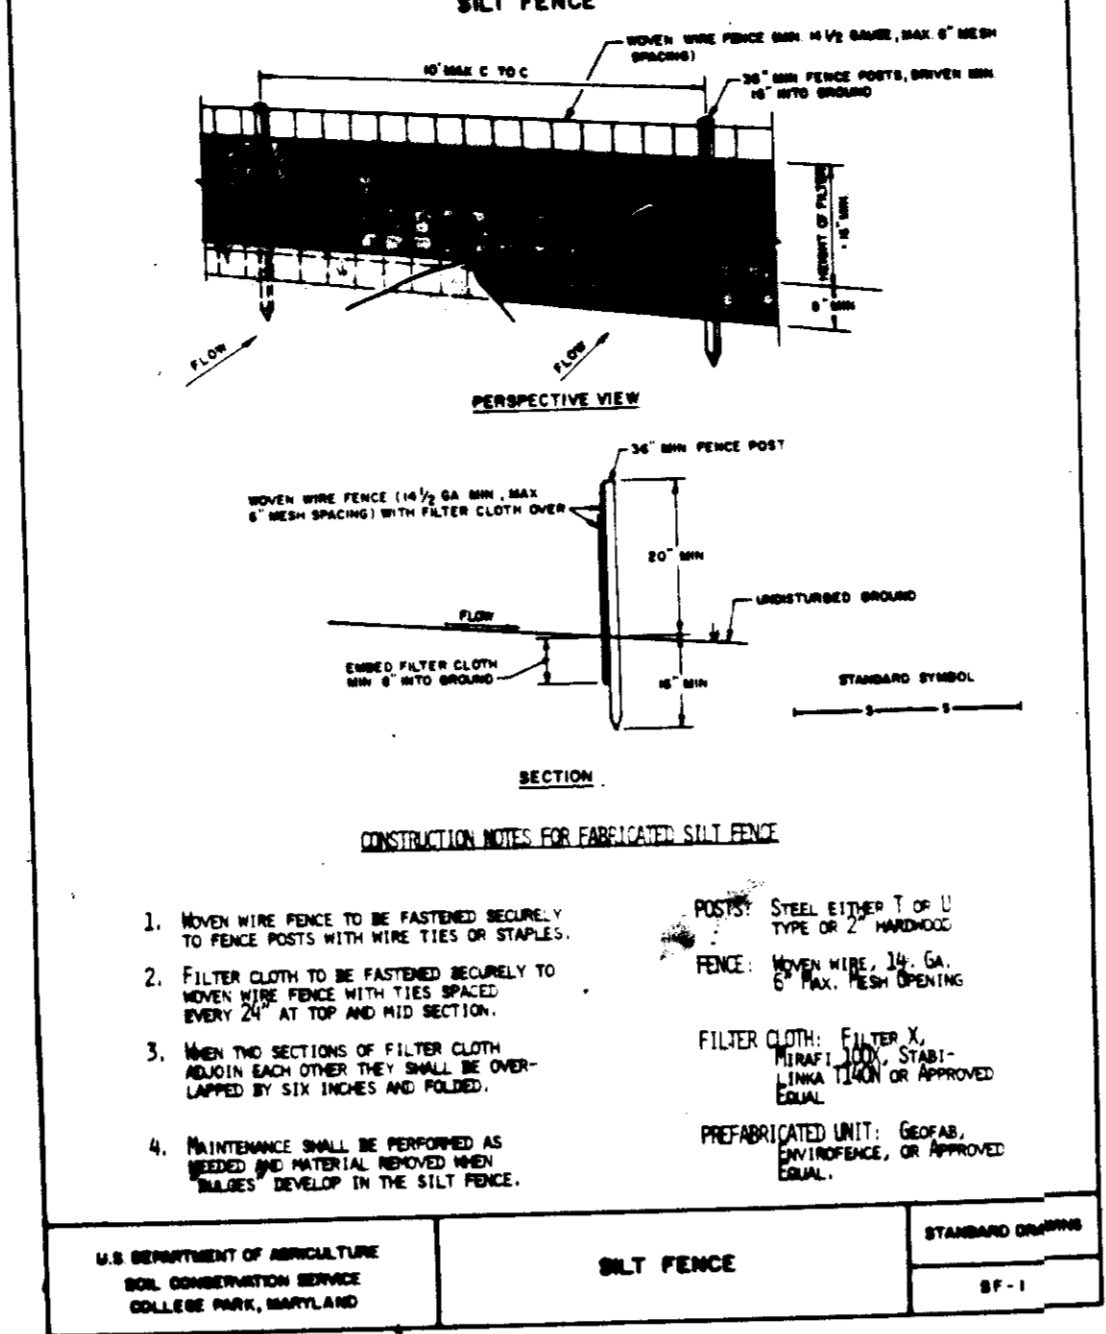 SILT FENCE
WOVEN WIRE FENCE (MIN. 14 1/2 GAUGE, MAX. 6" MESH
SPACING)
10' MAX C TO C
36" MIN FENCE POSTS, DRIVEN MIN.
16" INTO GROUND
HEIGHT OF FILTER
= 16" MIN
8" MIN
FLOW
FLOW
PERSPECTIVE VIEW
36" MIN FENCE POST
WOVEN WIRE FENCE (14 1/2 GA MIN, MAX
6" MESH SPACING) WITH FILTER CLOTH OVER
20" MIN
UNDISTURBED GROUND
FLOW
EMBED FILTER CLOTH
MIN 8" INTO GROUND
16" MIN
STANDARD SYMBOL
S S
SECTION
CONSTRUCTION NOTES FOR FABRICATED SILT FENCE
1. WOVEN WIRE FENCE TO BE FASTENED SECURELY
TO FENCE POSTS WITH WIRE TIES OR STAPLES.
2. FILTER CLOTH TO BE FASTENED SECURELY TO
WOVEN WIRE FENCE WITH TIES SPACED
EVERY 24" AT TOP AND MID SECTION.
3. WHEN TWO SECTIONS OF FILTER CLOTH
ADJOIN EACH OTHER THEY SHALL BE OVER-
LAPPED BY SIX INCHES AND FOLDED.
4. MAINTENANCE SHALL BE PERFORMED AS
NEEDED AND MATERIAL REMOVED WHEN
"BULGES" DEVELOP IN THE SILT FENCE.
POSTS: STEEL EITHER T OR U
TYPE OR 2" HARDWOOD
FENCE: WOVEN WIRE, 14. GA.
6" MAX. MESH OPENING
FILTER CLOTH: FILTER X,
MIRAFI 100X, STABI-
LINKA T140N OR APPROVED
EQUAL
PREFABRICATED UNIT: GEOFAB,
ENVIROFENCE, OR APPROVED
EQUAL.
U.S DEPARTMENT OF AGRICULTURE
SOIL CONSERVATION SERVICE
COLLEGE PARK, MARYLAND
SILT FENCE
STANDARD DRAWING
SF-1